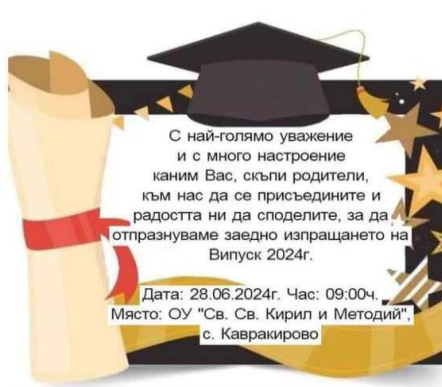 С най-голямо уважение
и с много настроение
каним Вас, скъпи родители,
към нас да се присъедините и
радостта ни да споделите, за да
отпразнуваме заедно изпращането на
Випуск 2024г.
Дата: 28.06.2024г. Час: 09:00ч.
Място: ОУ "Св. Св. Кирил и Методий",
с. Кавракирово